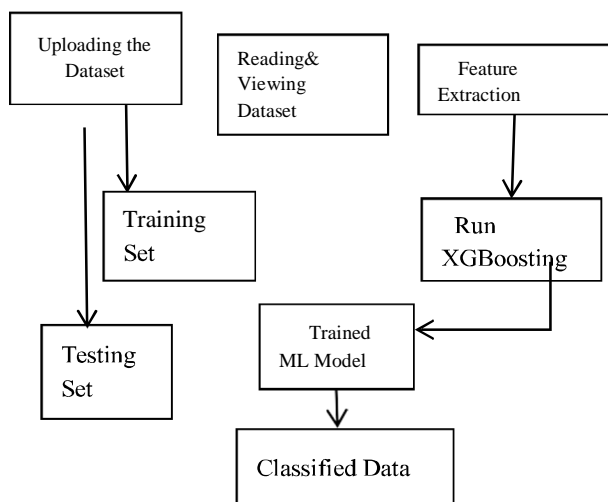 Uploading the
Dataset
Reading&
Viewing
Dataset
Feature
Extraction
Training
Set
Run
XGBoosting
Trained
ML Model
Testing
Set
Classified Data